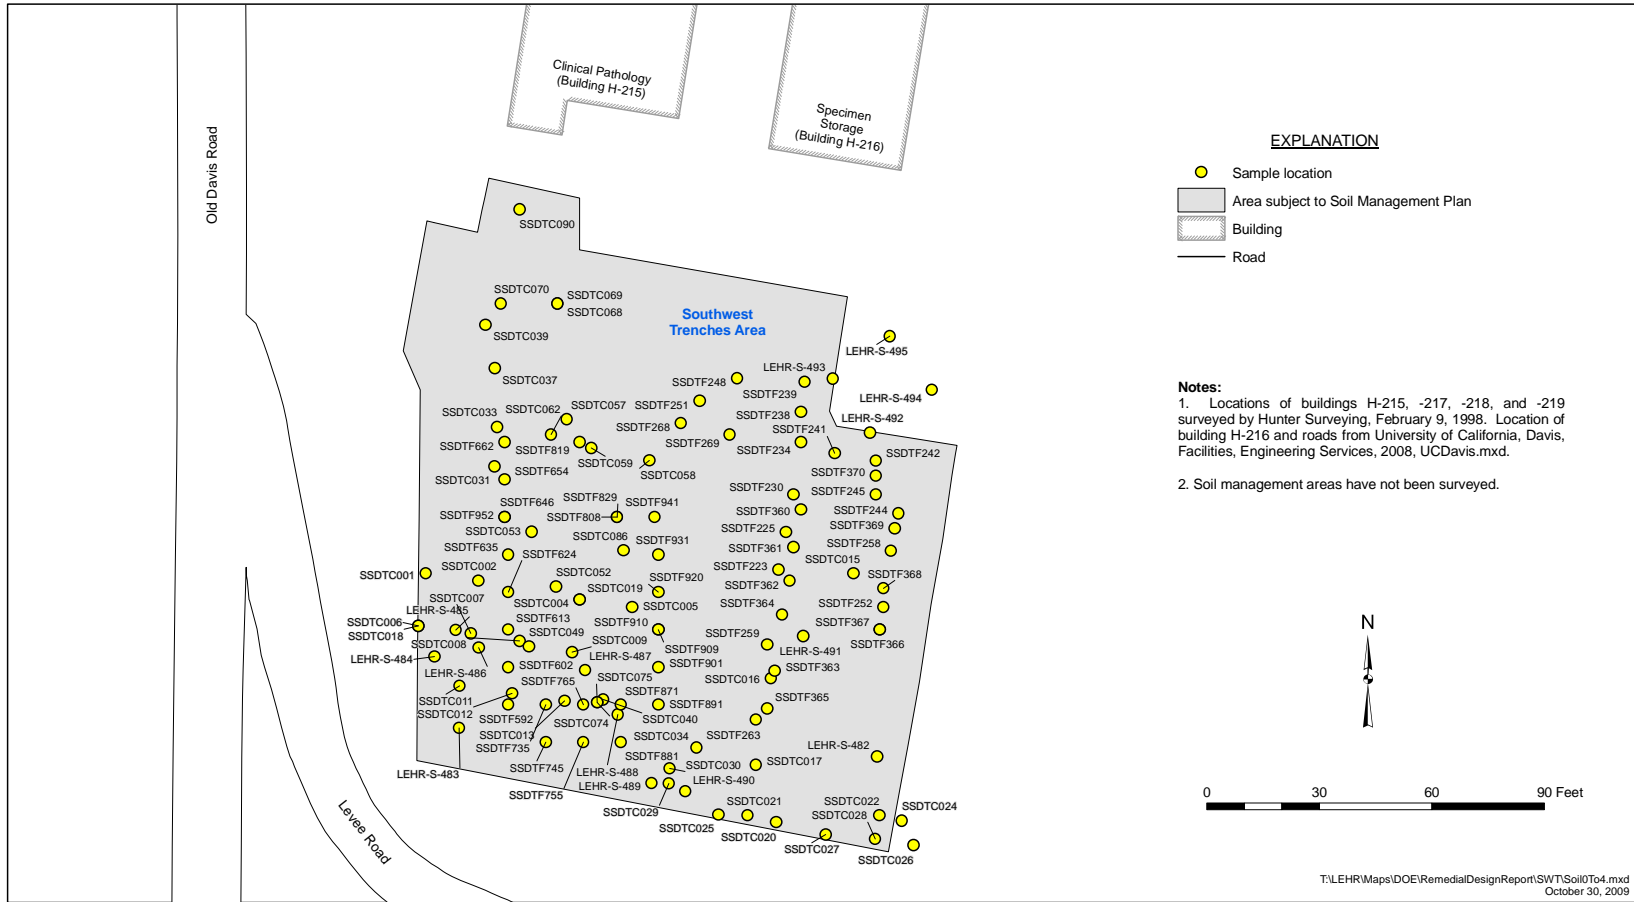 Clinical Pathology
(Building H-215)
Specimen
Storage
(Building H-216)
Old Davis Road
Levee Road
EXPLANATION
Sample location
Area subject to Soil Management Plan
Building
Road
Notes:
1. Locations of buildings H-215, -217, -218, and -219
surveyed by Hunter Surveying, February 9, 1998. Location of
building H-216 and roads from University of California, Davis,
Facilities, Engineering Services, 2008, UCDavis.mxd.
2. Soil management areas have not been surveyed.
N
0 30 60 90 Feet
T:\LEHR\Maps\DOE\RemedialDesignReport\SWT\Soil0To4.mxd
October 30, 2009
Southwest
Trenches Area
SSDTC090
SSDTC070
SSDTC069
SSDTC068
SSDTC039
SSDTC037
LEHR-S-495
LEHR-S-493
LEHR-S-494
LEHR-S-492
SSDTF248
SSDTF239
SSDTF251
SSDTF238
SSDTF268
SSDTF241
SSDTF269
SSDTF234
SSDTF242
SSDTC033
SSDTC062
SSDTC057
SSDTF662
SSDTF819
SSDTC059
SSDTC058
SSDTF654
SSDTC031
SSDTF370
SSDTF230
SSDTF245
SSDTF646
SSDTF829
SSDTF941
SSDTF952
SSDTF808
SSDTF360
SSDTF244
SSDTC053
SSDTF225
SSDTF369
SSDTC086
SSDTF635
SSDTF624
SSDTF931
SSDTF361
SSDTF258
SSDTC015
SSDTC001
SSDTC002
SSDTC052
SSDTF223
SSDTF368
SSDTC019
SSDTF920
SSDTF362
SSDTC007
SSDTC004
SSDTC005
SSDTF252
LEHR-S-485
SSDTF613
SSDTF364
SSDTC006
SSDTF910
SSDTF367
SSDTC018
SSDTC049
SSDTC008
SSDTC009
SSDTF259
SSDTF366
SSDTF909
LEHR-S-491
LEHR-S-484
LEHR-S-487
LEHR-S-486
SSDTF602
SSDTF901
SSDTF363
SSDTC075
SSDTC016
SSDTF765
SSDTC011
SSDTF871
SSDTF365
SSDTC012
SSDTF592
SSDTF891
SSDTC074
SSDTC040
SSDTC013
SSDTF263
SSDTC034
SSDTF735
SSDTF881
LEHR-S-482
SSDTC030
SSDTC017
LEHR-S-483
SSDTF745
LEHR-S-488
LEHR-S-490
LEHR-S-489
SSDTF755
SSDTC029
SSDTC021
SSDTC022
SSDTC024
SSDTC028
SSDTC025
SSDTC020
SSDTC027
SSDTC026